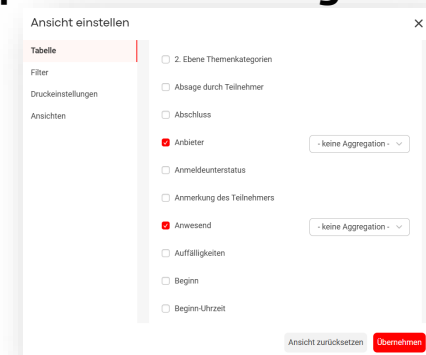 Ansicht einstellen
Tabelle
Filter
Druckeinstellungen
Ansichten
2. Ebene Themenkategorien
Absage durch Teilnehmer
Abschluss
Anbieter - keine Aggregation -
Anmeldeunterstatus
Anmerkung des Teilnehmers
Anwesend - keine Aggregation -
Auffälligkeiten
Beginn
Beginn-Uhrzeit
Ansicht zurücksetzen Übernehmen